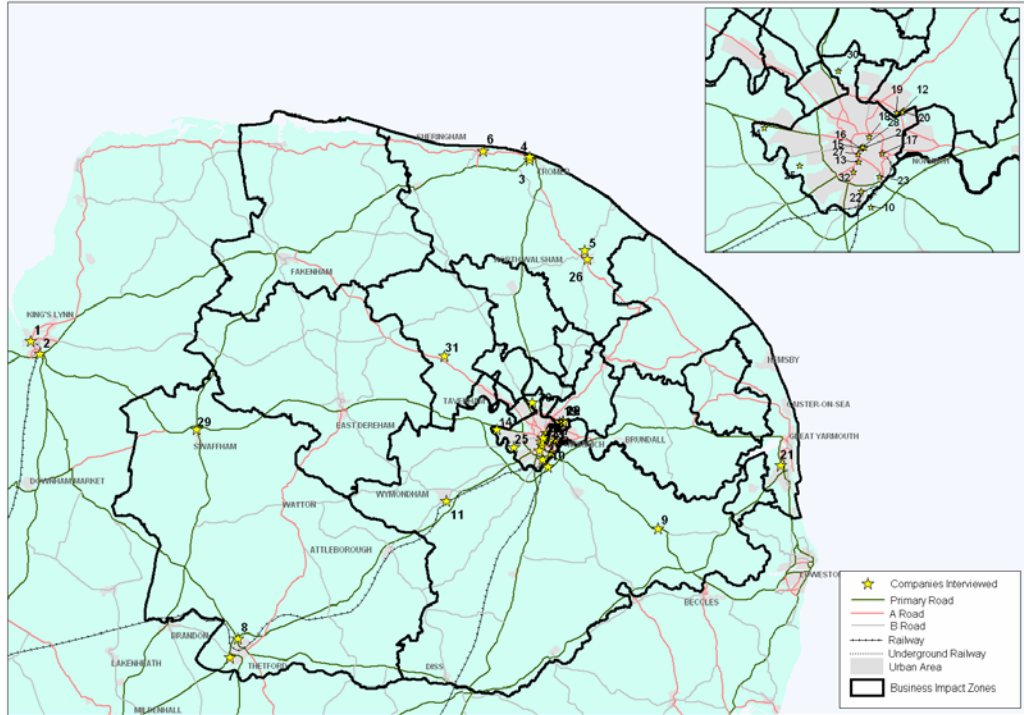 30
19
12
18
28
20
16
15
17
27
13
32
23
22
10
SHERINGHAM
6
4
3
CROMER
5
NORTH WALSHAM
26
FAKENHAM
KING'S LYNN
1
2
31
HEMSBY
TAVERHAM
CAISTER-ON-SEA
29
SWAFFHAM
EAST DEREHAM
14
25
BRUNDALL
GREAT YARMOUTH
21
DOWNHAM MARKET
WYMONDHAM
11
WATTON
9
ATTLEBOROUGH
LOWESTOFT
BECCLES
8
BRANDON
LAKENHEATH
THETFORD
DISS
MILDENHALL
Companies Interviewed
Primary Road
A Road
B Road
Railway
Underground Railway
Urban Area
Business Impact Zones